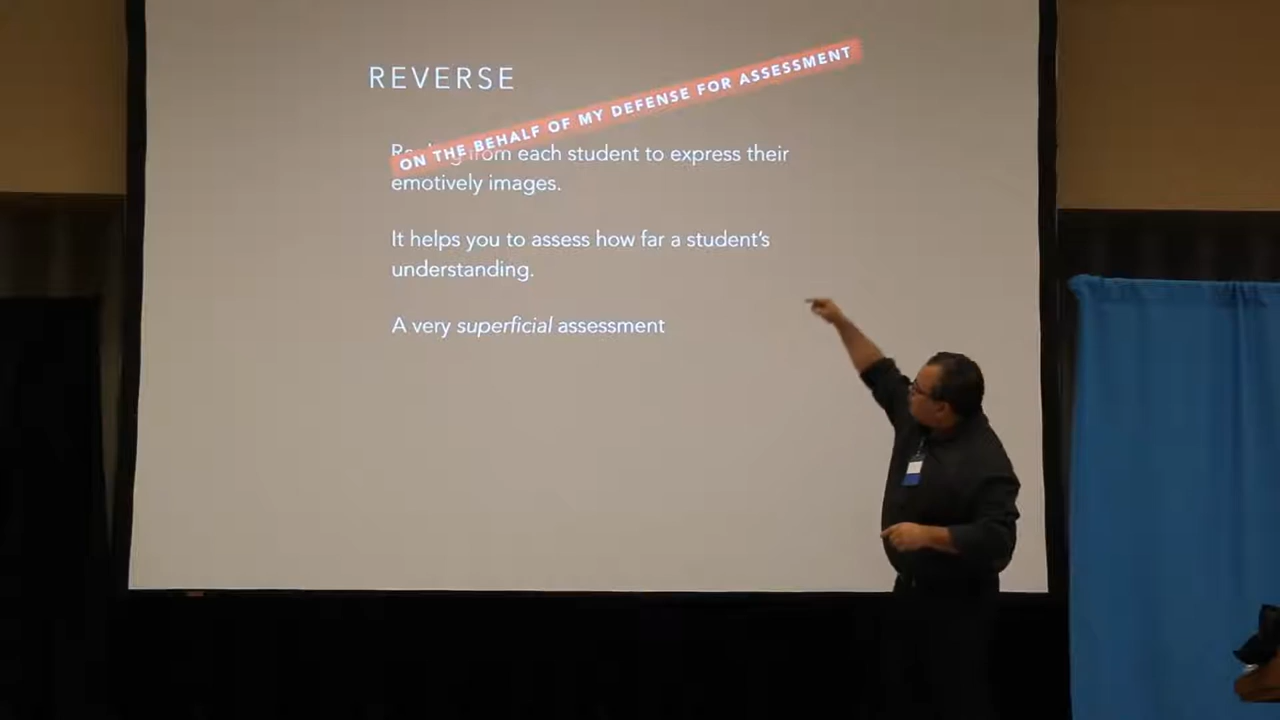 REVERSE
ON THE BEHALF OF MY DEFENSE FOR ASSESSMENT
from each student to express their
emotively images.
It helps you to assess how far a student's
understanding.
A very superficial assessment